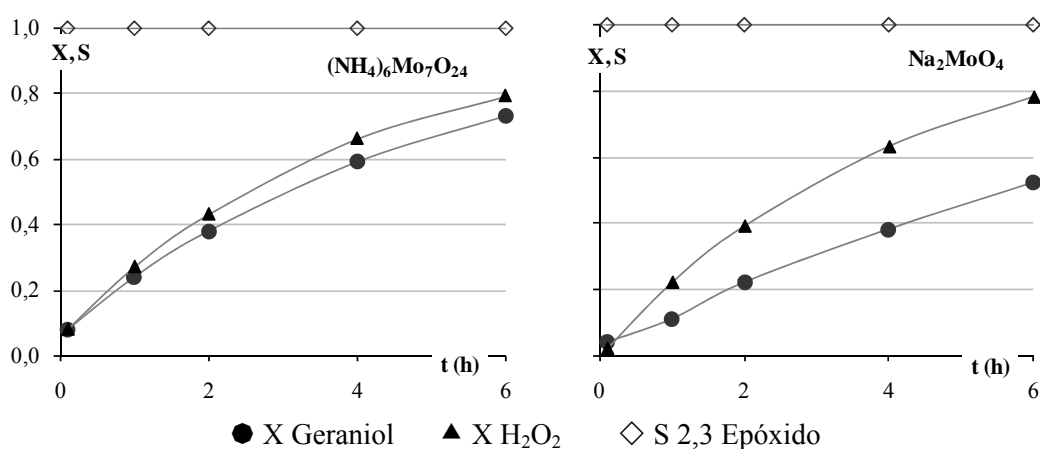 1,0
X, S
(NH₄)₆Mo₇O₂₄
0,8
0,6
0,4
0,2
0,0
t (h)
0 2 4 6
X, S
Na₂MoO₄
t (h)
0 2 4 6
X Geraniol X H₂O₂ S 2,3 Epóxido